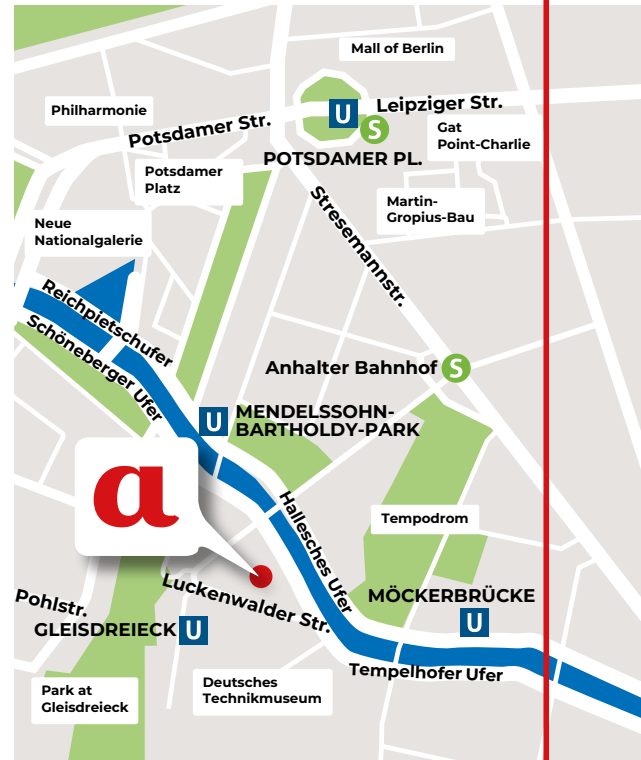 Mall of Berlin
Philharmonie
Potsdamer Str.
U
Leipziger Str.
S
Gat
Point-Charlie
POTSDAMER PL.
Potsdamer
Platz
Stresemannstr.
Martin-
Gropius-Bau
Neue
Nationalgalerie
Reichpietschufer
Schöneberger Ufer
Anhalter Bahnhof
S
U
MENDELSSOHN-
BARTHOLDY-PARK
a
Hallesches Ufer
Tempodrom
Luckenwalder Str.
MÖCKERBRÜCKE
U
Pohlstr.
GLEISDREIECK
U
Tempelhofer Ufer
Park at
Gleisdreieck
Deutsches
Technikmuseum